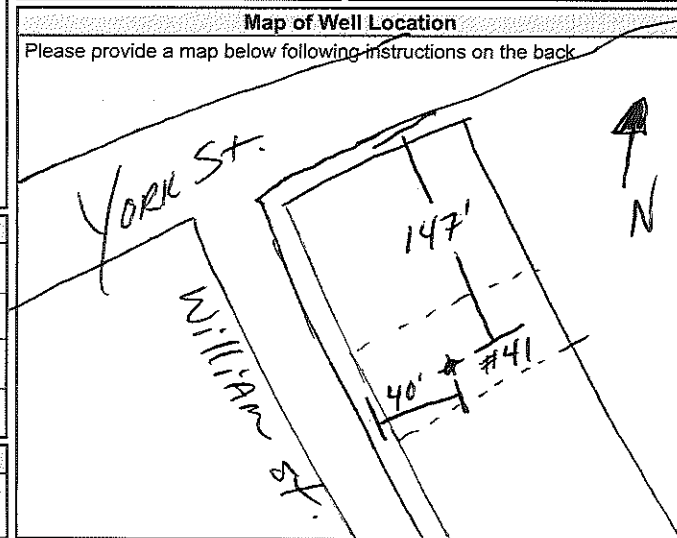 Map of Well Location
Please provide a map below following instructions on the back.
York St.
N
147'
William St.
40'
#41